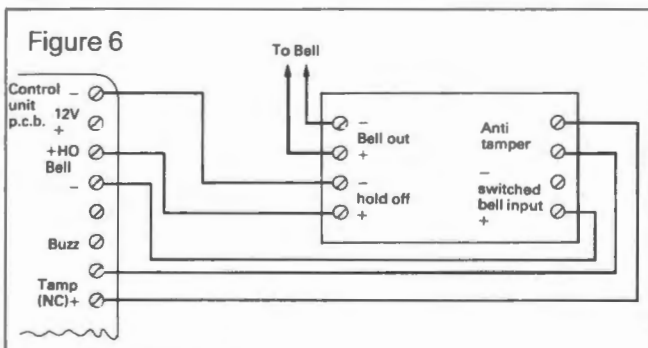 Figure 6
To Bell
Control
unit
p.c.b.
–
12V
+
+HO
Bell
–
Buzz
Tamp
(NC)+
–
Bell out
+
–
hold off
+
Anti
tamper
–
switched
bell input
+